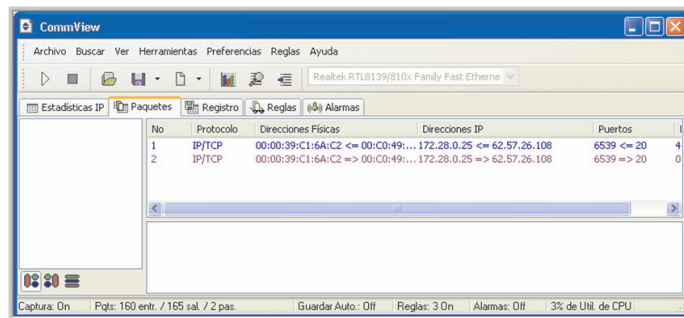 CommView
Archivo Buscar Ver Herramientas Preferencias Reglas Ayuda
Realtek RTL8139/810x Family Fast Etherne
Estadísticas IP Paquetes Registro Reglas Alarmas
No Protocolo Direcciones Físicas Direcciones IP Puertos
1 IP/TCP 00:00:39:C1:6A:C2 <= 00:C0:49:... 172.28.0.25 <= 62.57.26.108 6539 <= 20 4
2 IP/TCP 00:00:39:C1:6A:C2 => 00:C0:49:... 172.28.0.25 => 62.57.26.108 6539 => 20 0
Captura: On Pqts: 160 entr. / 165 sal. / 2 pas. Guardar Auto.: Off Reglas: 3 On Alarmas: Off 3% de Util. de CPU